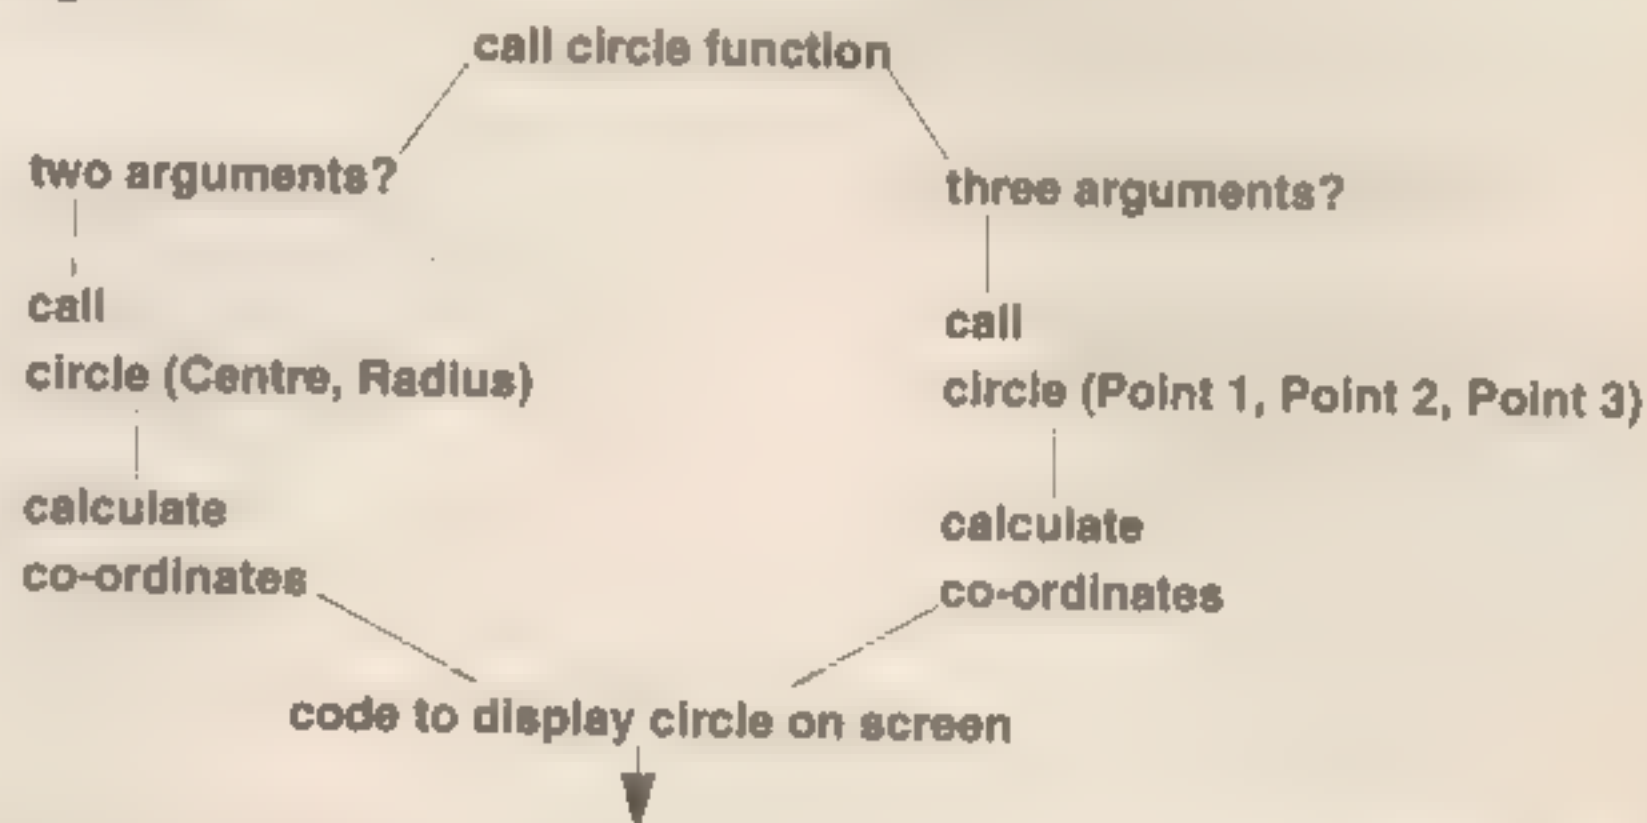 call circle function
two arguments?
three arguments?
call
call
circle (Centre, Radius)
circle (Point 1, Point 2, Point 3)
calculate
calculate
co-ordinates
co-ordinates
code to display circle on screen